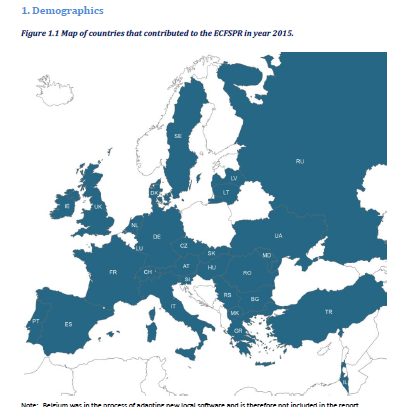 1. Demographics
Figure 1.1 Map of countries that contributed to the ECFSPR in year 2015.
SE
RU
LV
LT
DK
IE
UK
NL
DE
UA
LU
CZ
SK
MD
FR
CH
AT
HU
RO
SI
RS
BG
IT
MK
PT
ES
GR
TR
IL
Note: Belgium was in the process of adapting new local software and is therefore not included in the report